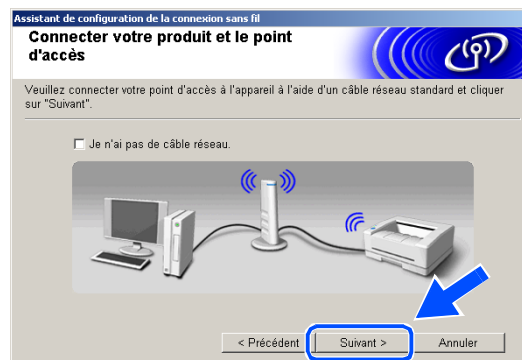 Assistant de configuration de la connexion sans fil
Connecter votre produit et le point
d'accès
Veuillez connecter votre point d'accès à l'appareil à l'aide d'un câble réseau standard et cliquer
sur "Suivant".
Je n'ai pas de câble réseau.
< Précédent
Suivant >
Annuler